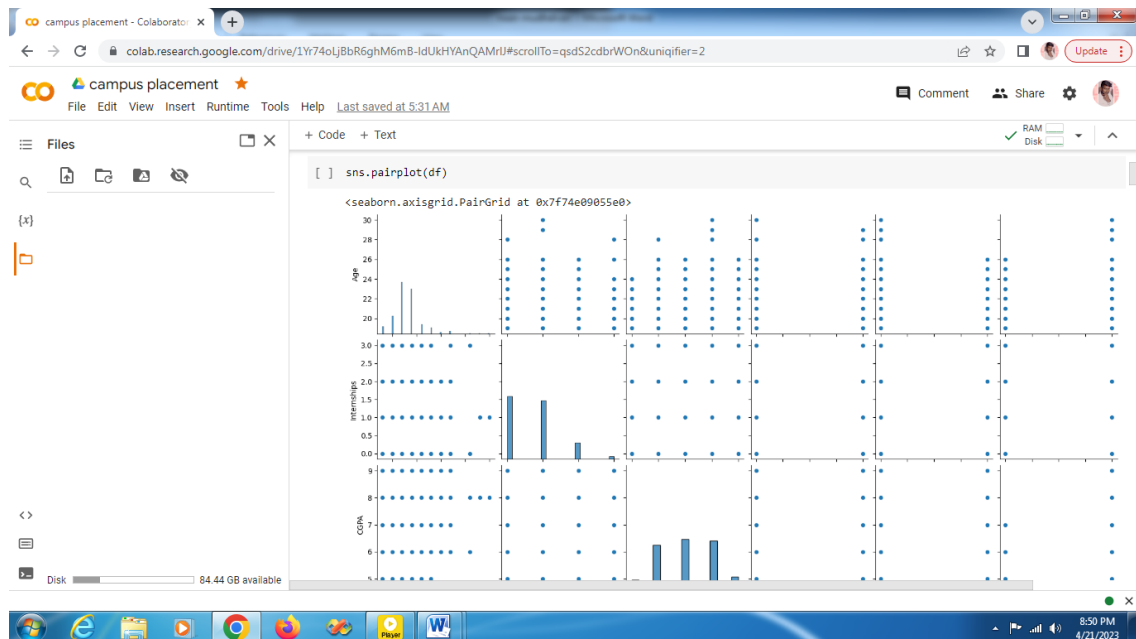 campus placement - Colaborator
colab.research.google.com/drive/1Yr74oLjBbR6ghM6mB-IdUkHYAnQAMrIJ#scrollTo=qsdS2cdbrWOn&uniqifier=2
Update
campus placement
File Edit View Insert Runtime Tools Help Last saved at 5:31 AM
Comment
Share
Files
+ Code + Text
RAM
Disk
{x}
[ ] sns.pairplot(df)
<seaborn.axisgrid.PairGrid at 0x7f74e09055e0>
30
28
26
24
22
20
Age
3.0
2.5
2.0
1.5
1.0
0.5
0.0
Internships
9
8
7
6
5
CGPA
<>
Disk
84.44 GB available
Player
W
8:50 PM
4/21/2023